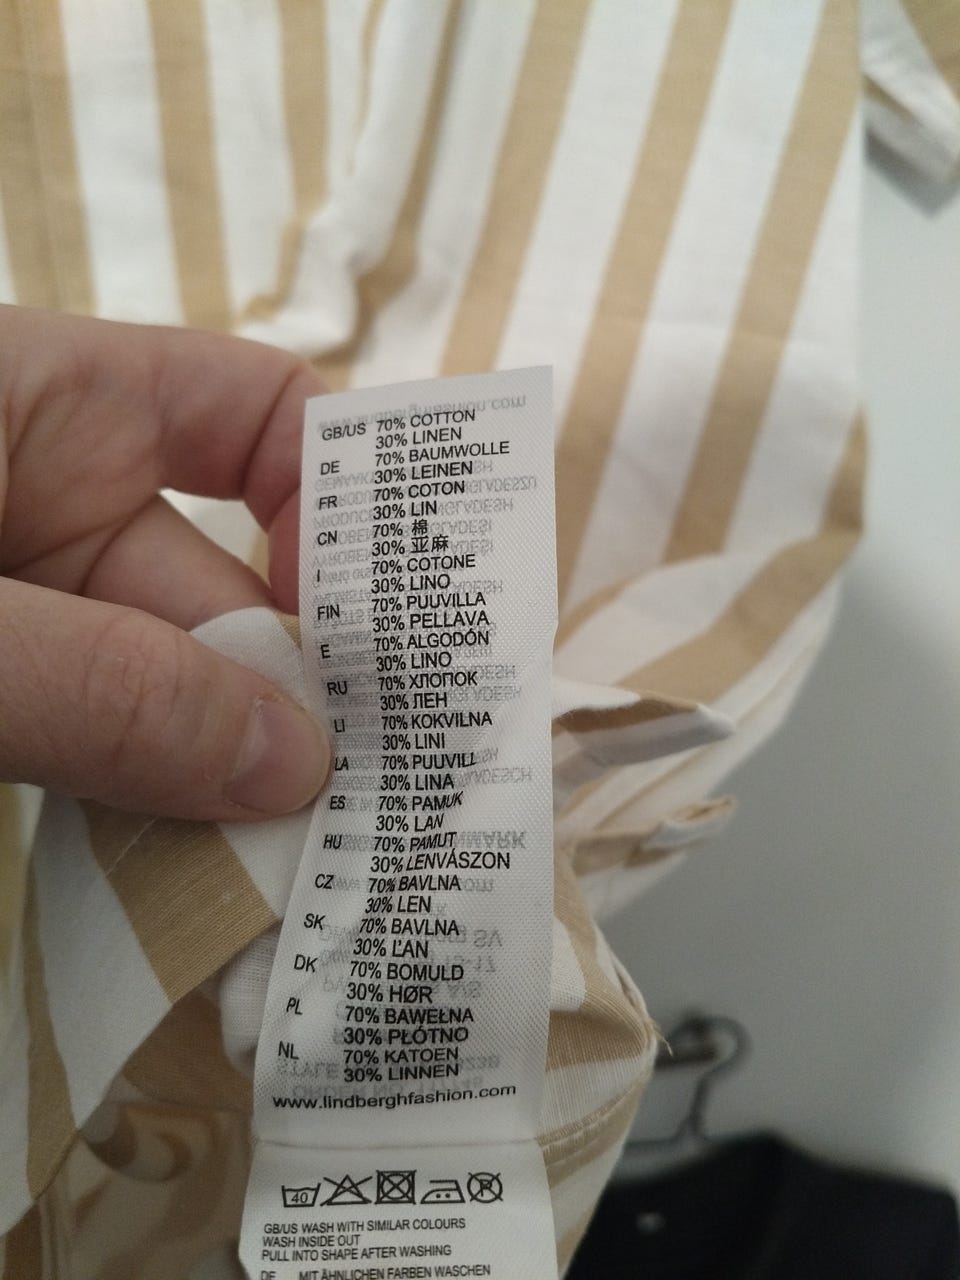 GB/US 70% COTTON
30% LINEN
DE 70% BAUMWOLLE
30% LEINEN
FR 70% COTON
30% LIN
CN 70% 棉
30% 亚麻
I 70% COTONE
30% LINO
FIN 70% PUUVILLA
30% PELLAVA
E 70% ALGODÓN
30% LINO
RU 70% ХЛОПОК
30% ЛЕН
LI 70% KOKVILNA
30% LINI
LA 70% PUUVILL
30% LINA
ES 70% PAMUK
30% LAN
HU 70% PAMUT
30% LENVÁSZON
CZ 70% BAVLNA
30% LEN
SK 70% BAVLNA
30% ĽAN
DK 70% BOMULD
30% HØR
PL 70% BAWEŁNA
30% PŁÓTNO
NL 70% KATOEN
30% LINNEN
www.lindberghfashion.com
40 P
GB/US WASH WITH SIMILAR COLOURS
WASH INSIDE OUT
PULL INTO SHAPE AFTER WASHING
DE MIT ÄHNLICHEN FARBEN WASCHEN